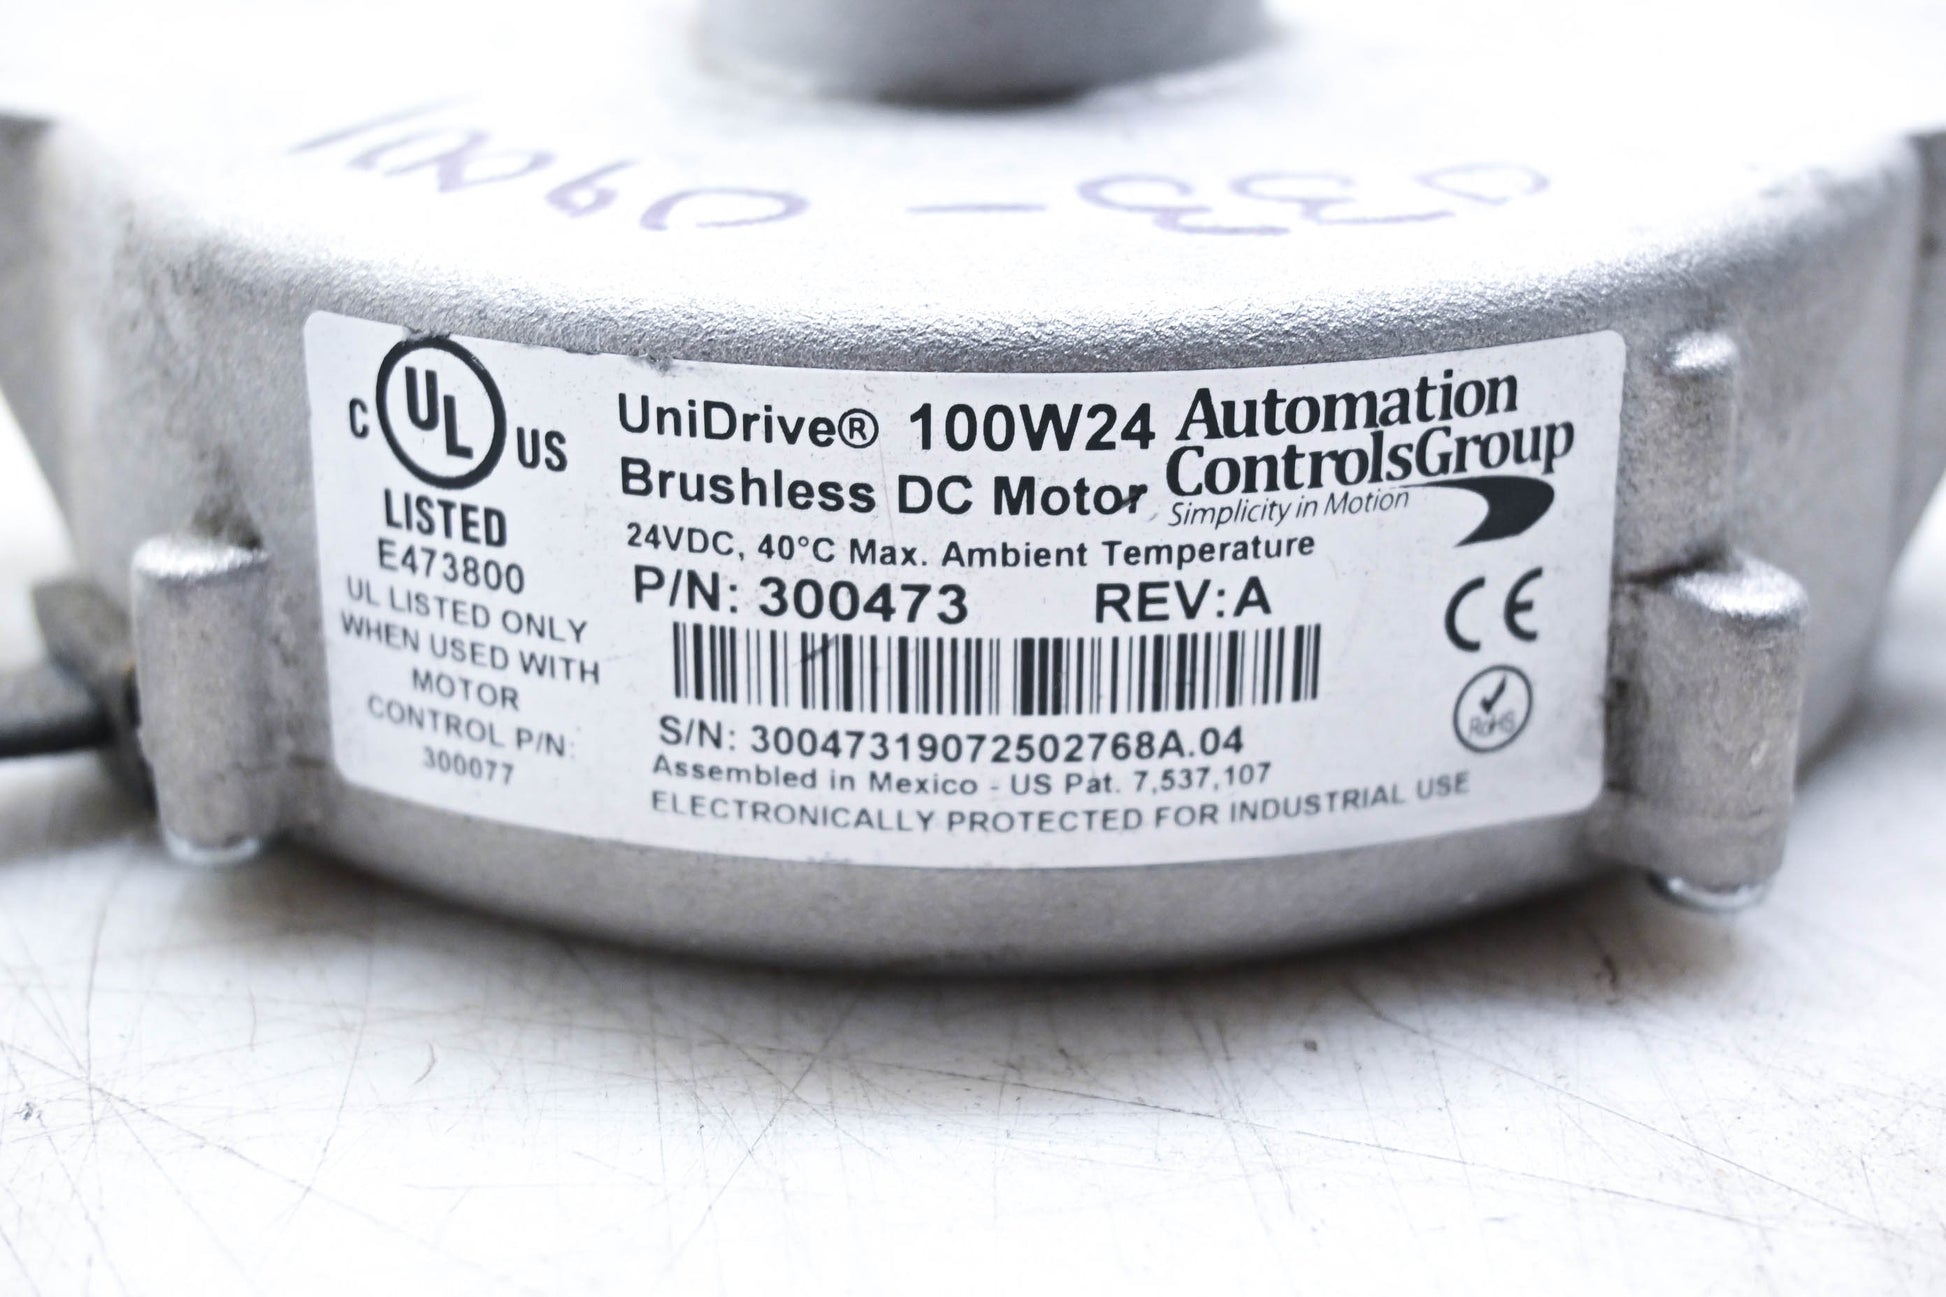 C UL US
LISTED
E473800
UL LISTED ONLY
WHEN USED WITH
MOTOR
CONTROL P/N:
300077
UniDrive® 100W24
Brushless DC Motor
24VDC, 40°C Max. Ambient Temperature
P/N: 300473 REV:A
S/N: 30047319072502768A.04
Assembled in Mexico - US Pat. 7,537,107
ELECTRONICALLY PROTECTED FOR INDUSTRIAL USE
Automation
ControlsGroup
Simplicity in Motion
CE
RoHS